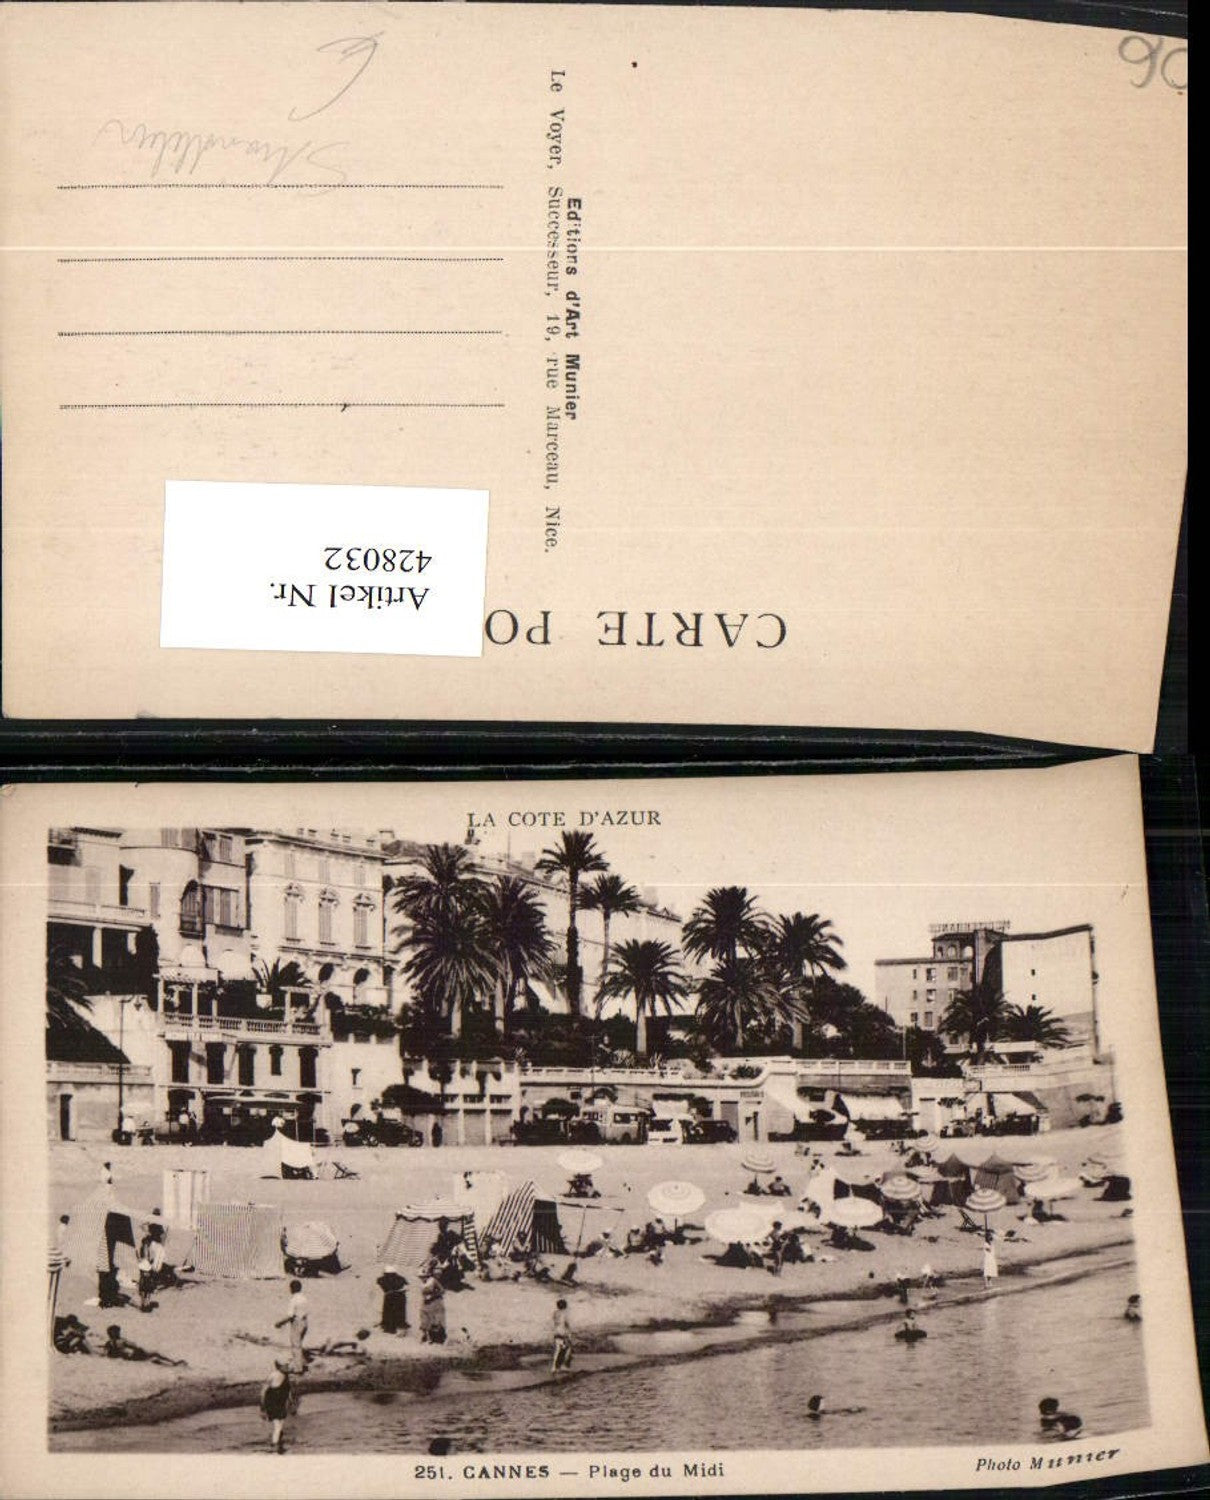 CARTE PO
Artikel Nr.
428032
Editions d'Art Munier
Le Voyer, Successeur, 19, rue Marceau, Nice.
Strandleben
LA COTE D'AZUR
251. CANNES — Plage du Midi
Photo Munier